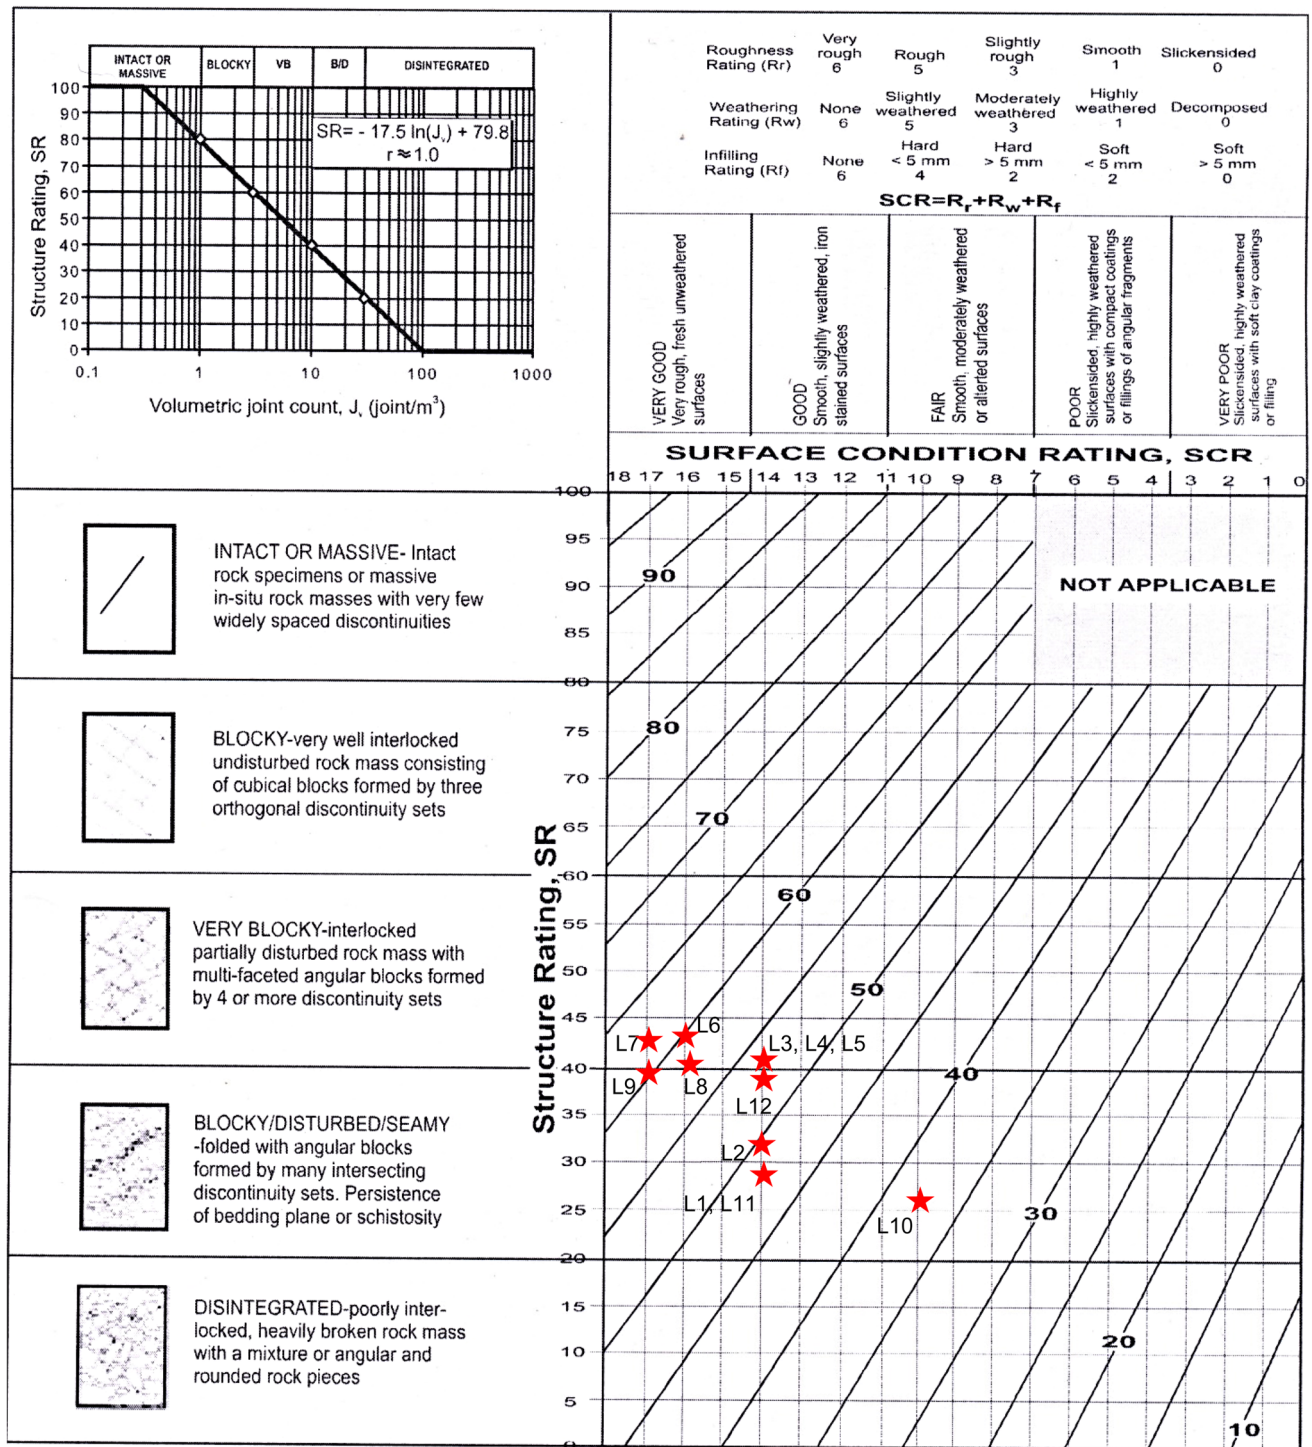 INTACT OR
MASSIVE
BLOCKY
VB
B/D
DISINTEGRATED
100
90
80
70
60
50
40
30
20
10
0
Structure Rating, SR
SR= - 17.5 ln(Jᵥ) + 79.8
r ≈ 1.0
0.1
1
10
100
1000
Volumetric joint count, Jᵥ (joint/m³)
Roughness
Rating (Rr)
Very
rough
6
Rough
5
Slightly
rough
3
Smooth
1
Slickensided
0
Weathering
Rating (Rw)
None
6
Slightly
weathered
5
Moderately
weathered
3
Highly
weathered
1
Decomposed
0
Infilling
Rating (Rf)
None
6
Hard
< 5 mm
4
Hard
> 5 mm
2
Soft
< 5 mm
2
Soft
> 5 mm
0
SCR=Rr+Rw+Rf
VERY GOOD
Very rough, fresh unweathered
surfaces
GOOD
Smooth, slightly weathered, iron
stained surfaces
FAIR
Smooth, moderately weathered
or alterted surfaces
POOR
Slickensided, highly weathered
surfaces with compact coatings
or fillings of angular fragments
VERY POOR
Slickensided, highly weathered
surfaces with soft clay coatings
or filling
SURFACE CONDITION RATING, SCR
18 17 16 15 14 13 12 11 10 9 8 7 6 5 4 3 2 1 0
INTACT OR MASSIVE- Intact
rock specimens or massive
in-situ rock masses with very few
widely spaced discontinuities
BLOCKY-very well interlocked
undisturbed rock mass consisting
of cubical blocks formed by three
orthogonal discontinuity sets
VERY BLOCKY-interlocked
partially disturbed rock mass with
multi-faceted angular blocks formed
by 4 or more discontinuity sets
BLOCKY/DISTURBED/SEAMY
-folded with angular blocks
formed by many intersecting
discontinuity sets. Persistence
of bedding plane or schistosity
DISINTEGRATED-poorly inter-
locked, heavily broken rock mass
with a mixture or angular and
rounded rock pieces
Structure Rating, SR
100
95
90
85
80
75
70
65
60
55
50
45
40
35
30
25
20
15
10
5
0
NOT APPLICABLE
90
80
70
60
50
40
30
20
10
L7
L6
L3, L4, L5
L9
L8
L12
L2
L1, L11
L10